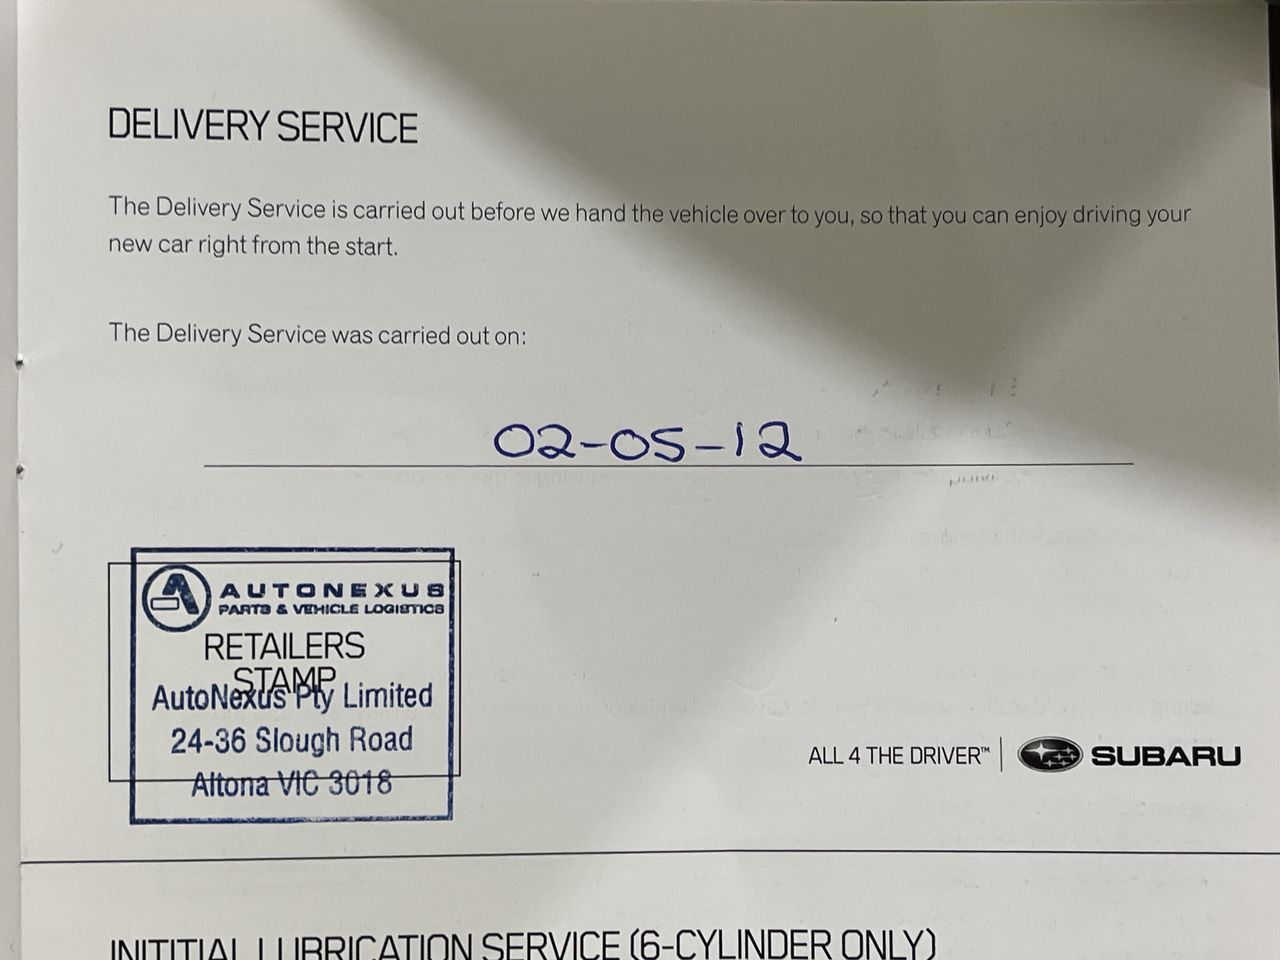 DELIVERY SERVICE
The Delivery Service is carried out before we hand the vehicle over to you, so that you can enjoy driving your
new car right from the start.
The Delivery Service was carried out on:
02-05-12
AUTONEXUS
PARTS & VEHICLE LOGISTICS
RETAILERS
STAMP
AutoNexus Pty Limited
24-36 Slough Road
Altona VIC 3018
ALL 4 THE DRIVER™ SUBARU
INITITIAL LUBRICATION SERVICE (6-CYLINDER ONLY)